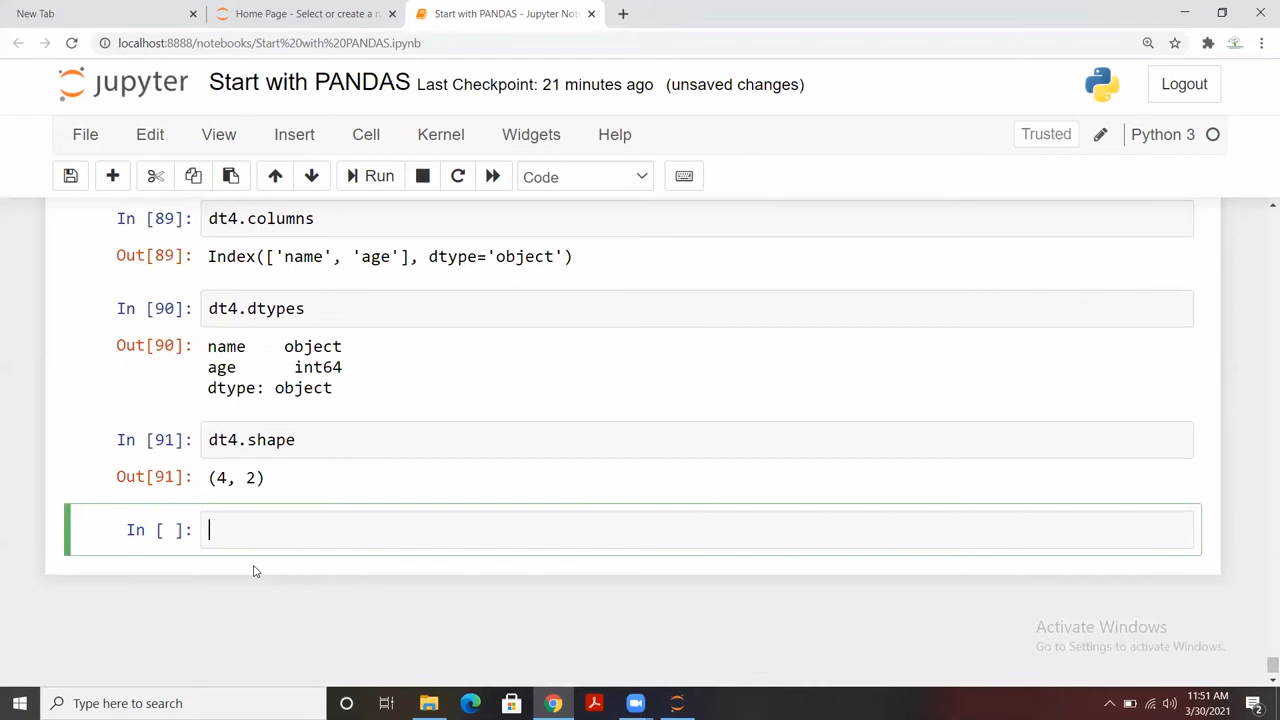 New Tab
Home Page - Select or create a n
Start with PANDAS - Jupyter Not
localhost:8888/notebooks/Start%20with%20PANDAS.ipynb
jupyter Start with PANDAS Last Checkpoint: 21 minutes ago (unsaved changes)
Logout
File Edit View Insert Cell Kernel Widgets Help
Trusted Python 3
Run Code
In [89]: dt4.columns
Out[89]: Index(['name', 'age'], dtype='object')
In [90]: dt4.dtypes
Out[90]: name object
age int64
dtype: object
In [91]: dt4.shape
Out[91]: (4, 2)
In [ ]:
Activate Windows
Go to Settings to activate Windows.
Type here to search
11:51 AM
3/30/2021
2